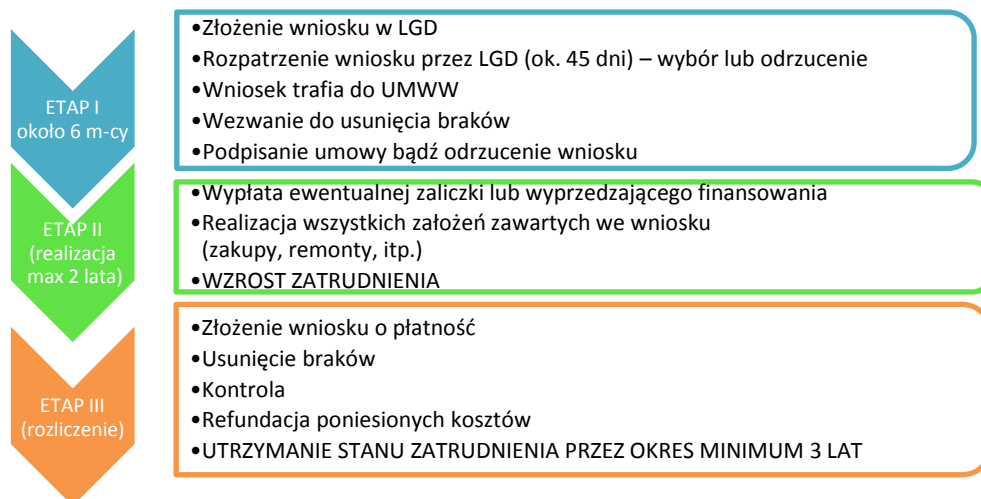 ETAP I
około 6 m-cy
•Złożenie wniosku w LGD
•Rozpatrzenie wniosku przez LGD (ok. 45 dni) – wybór lub odrzucenie
•Wniosek trafia do UMWW
•Wezwanie do usunięcia braków
•Podpisanie umowy bądź odrzucenie wniosku
ETAP II
(realizacja
max 2 lata)
•Wypłata ewentualnej zaliczki lub wyprzedzającego finansowania
•Realizacja wszystkich założeń zawartych we wniosku
(zakupy, remonty, itp.)
•WZROST ZATRUDNIENIA
ETAP III
(rozliczenie)
•Złożenie wniosku o płatność
•Usunięcie braków
•Kontrola
•Refundacja poniesionych kosztów
•UTRZYMANIE STANU ZATRUDNIENIA PRZEZ OKRES MINIMUM 3 LAT